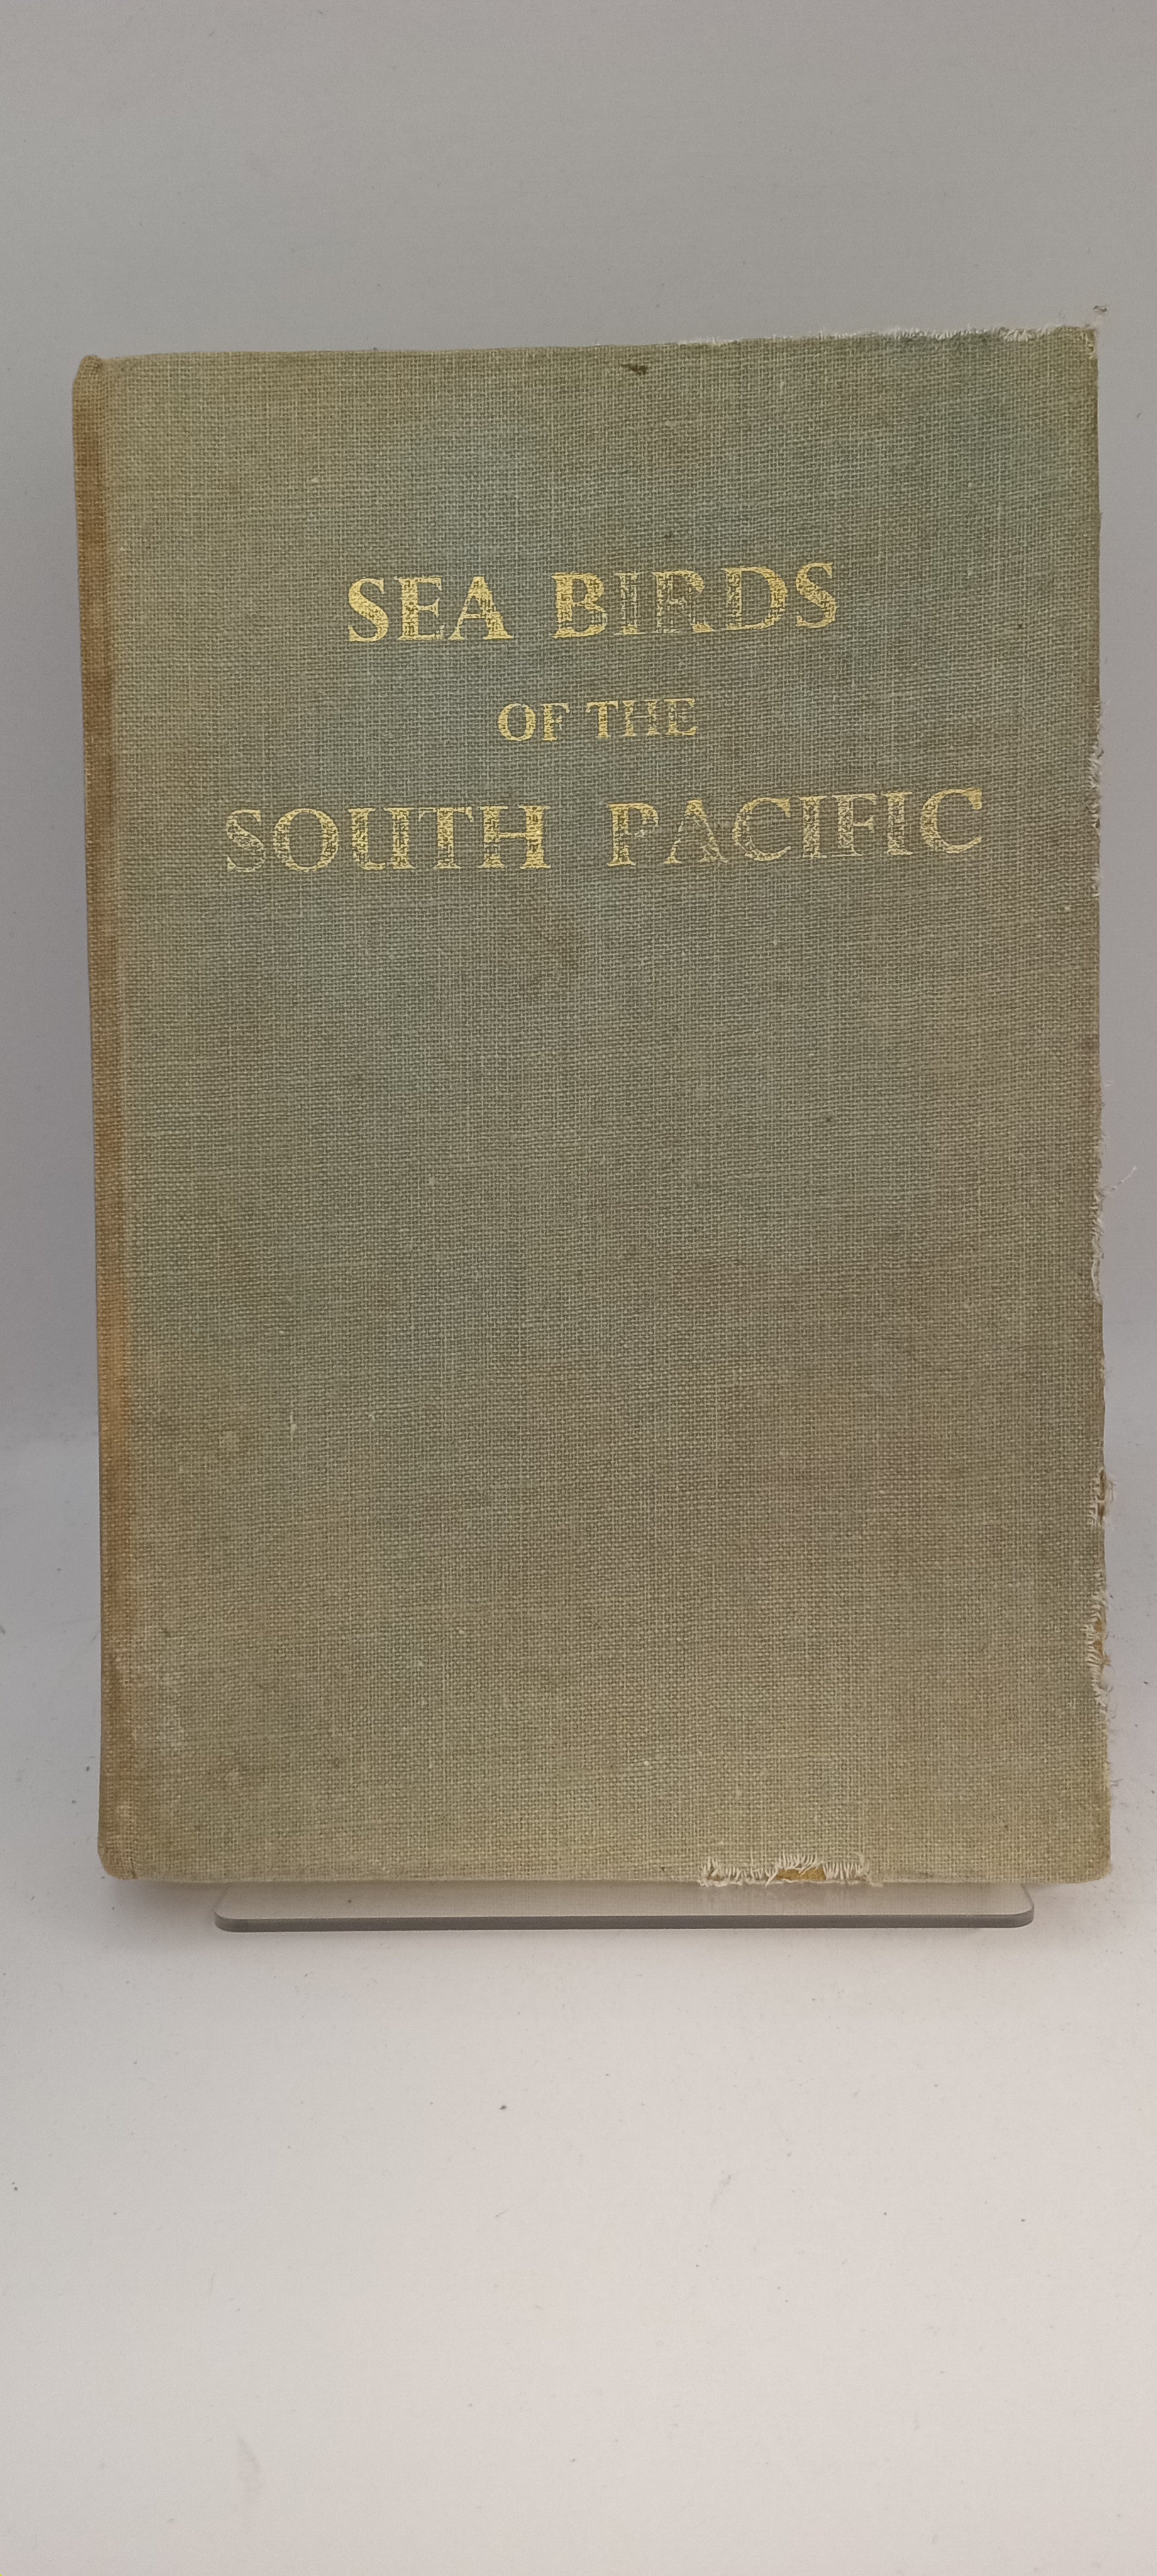 SEA BIRDS
OF THE
SOUTH PACIFIC